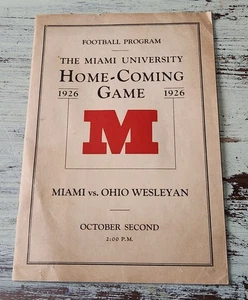 FOOTBALL PROGRAM
THE MIAMI UNIVERSITY
HOME-COMING
1926 GAME 1926
M
MIAMI vs. OHIO WESLEYAN
OCTOBER SECOND
2:00 P.M.